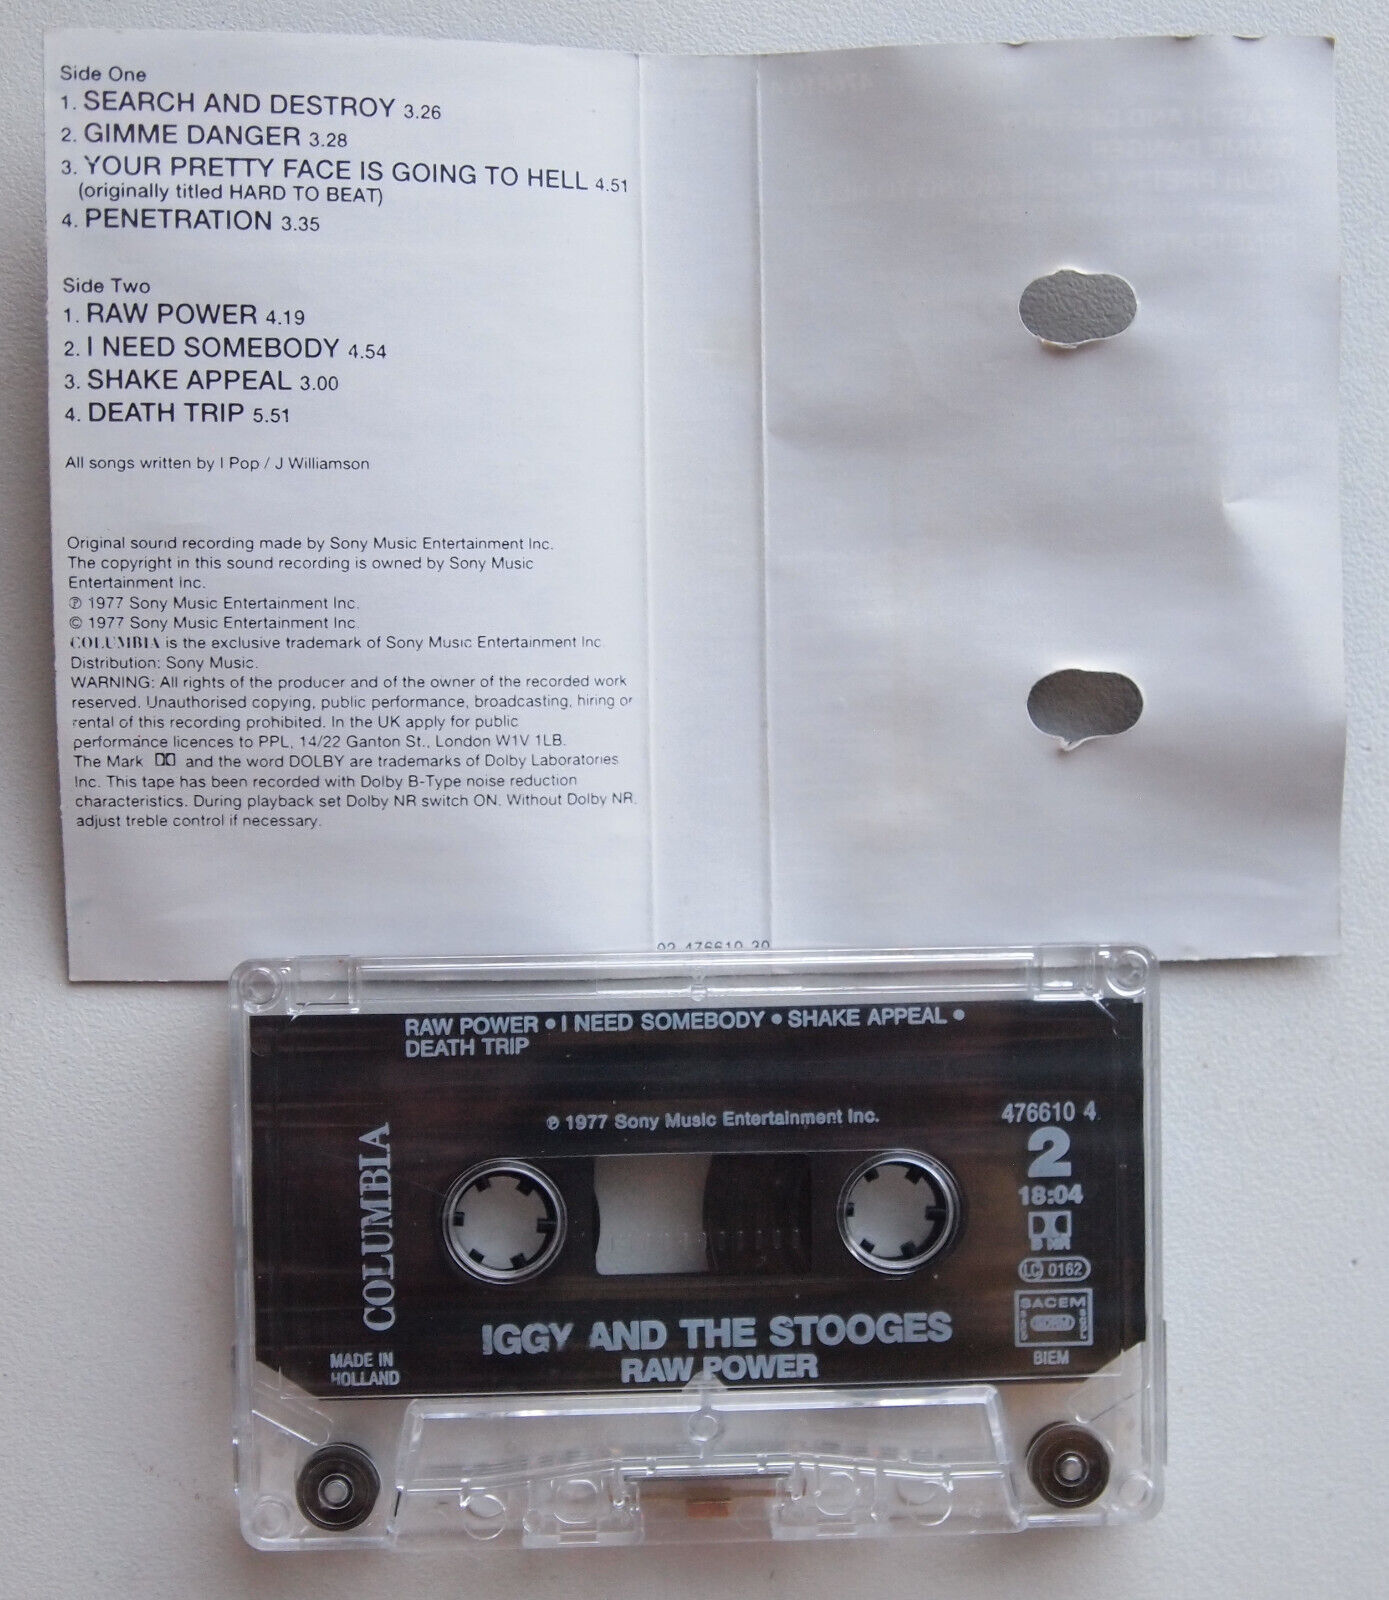 Side One
1. SEARCH AND DESTROY 3.26
2. GIMME DANGER 3.28
3. YOUR PRETTY FACE IS GOING TO HELL 4.51
(originally titled HARD TO BEAT)
4. PENETRATION 3.35
Side Two
1. RAW POWER 4.19
2. I NEED SOMEBODY 4.54
3. SHAKE APPEAL 3.00
4. DEATH TRIP 5.51
All songs written by I Pop / J Williamson
Original sound recording made by Sony Music Entertainment Inc.
The copyright in this sound recording is owned by Sony Music
Entertainment Inc.
℗ 1977 Sony Music Entertainment Inc.
© 1977 Sony Music Entertainment Inc.
COLUMBIA is the exclusive trademark of Sony Music Entertainment Inc.
Distribution: Sony Music.
WARNING: All rights of the producer and of the owner of the recorded work
reserved. Unauthorised copying, public performance, broadcasting, hiring or
rental of this recording prohibited. In the UK apply for public
performance licences to PPL, 14/22 Ganton St., London W1V 1LB.
The Mark and the word DOLBY are trademarks of Dolby Laboratories
Inc. This tape has been recorded with Dolby B-Type noise reduction
characteristics. During playback set Dolby NR switch ON. Without Dolby NR,
adjust treble control if necessary.
02 476610 20
RAW POWER • I NEED SOMEBODY • SHAKE APPEAL •
DEATH TRIP
℗ 1977 Sony Music Entertainment Inc.
476610 4
2
18:04
B NR
LC 0162
SACEM
BIEM
COLUMBIA
IGGY AND THE STOOGES
RAW POWER
MADE IN
HOLLAND